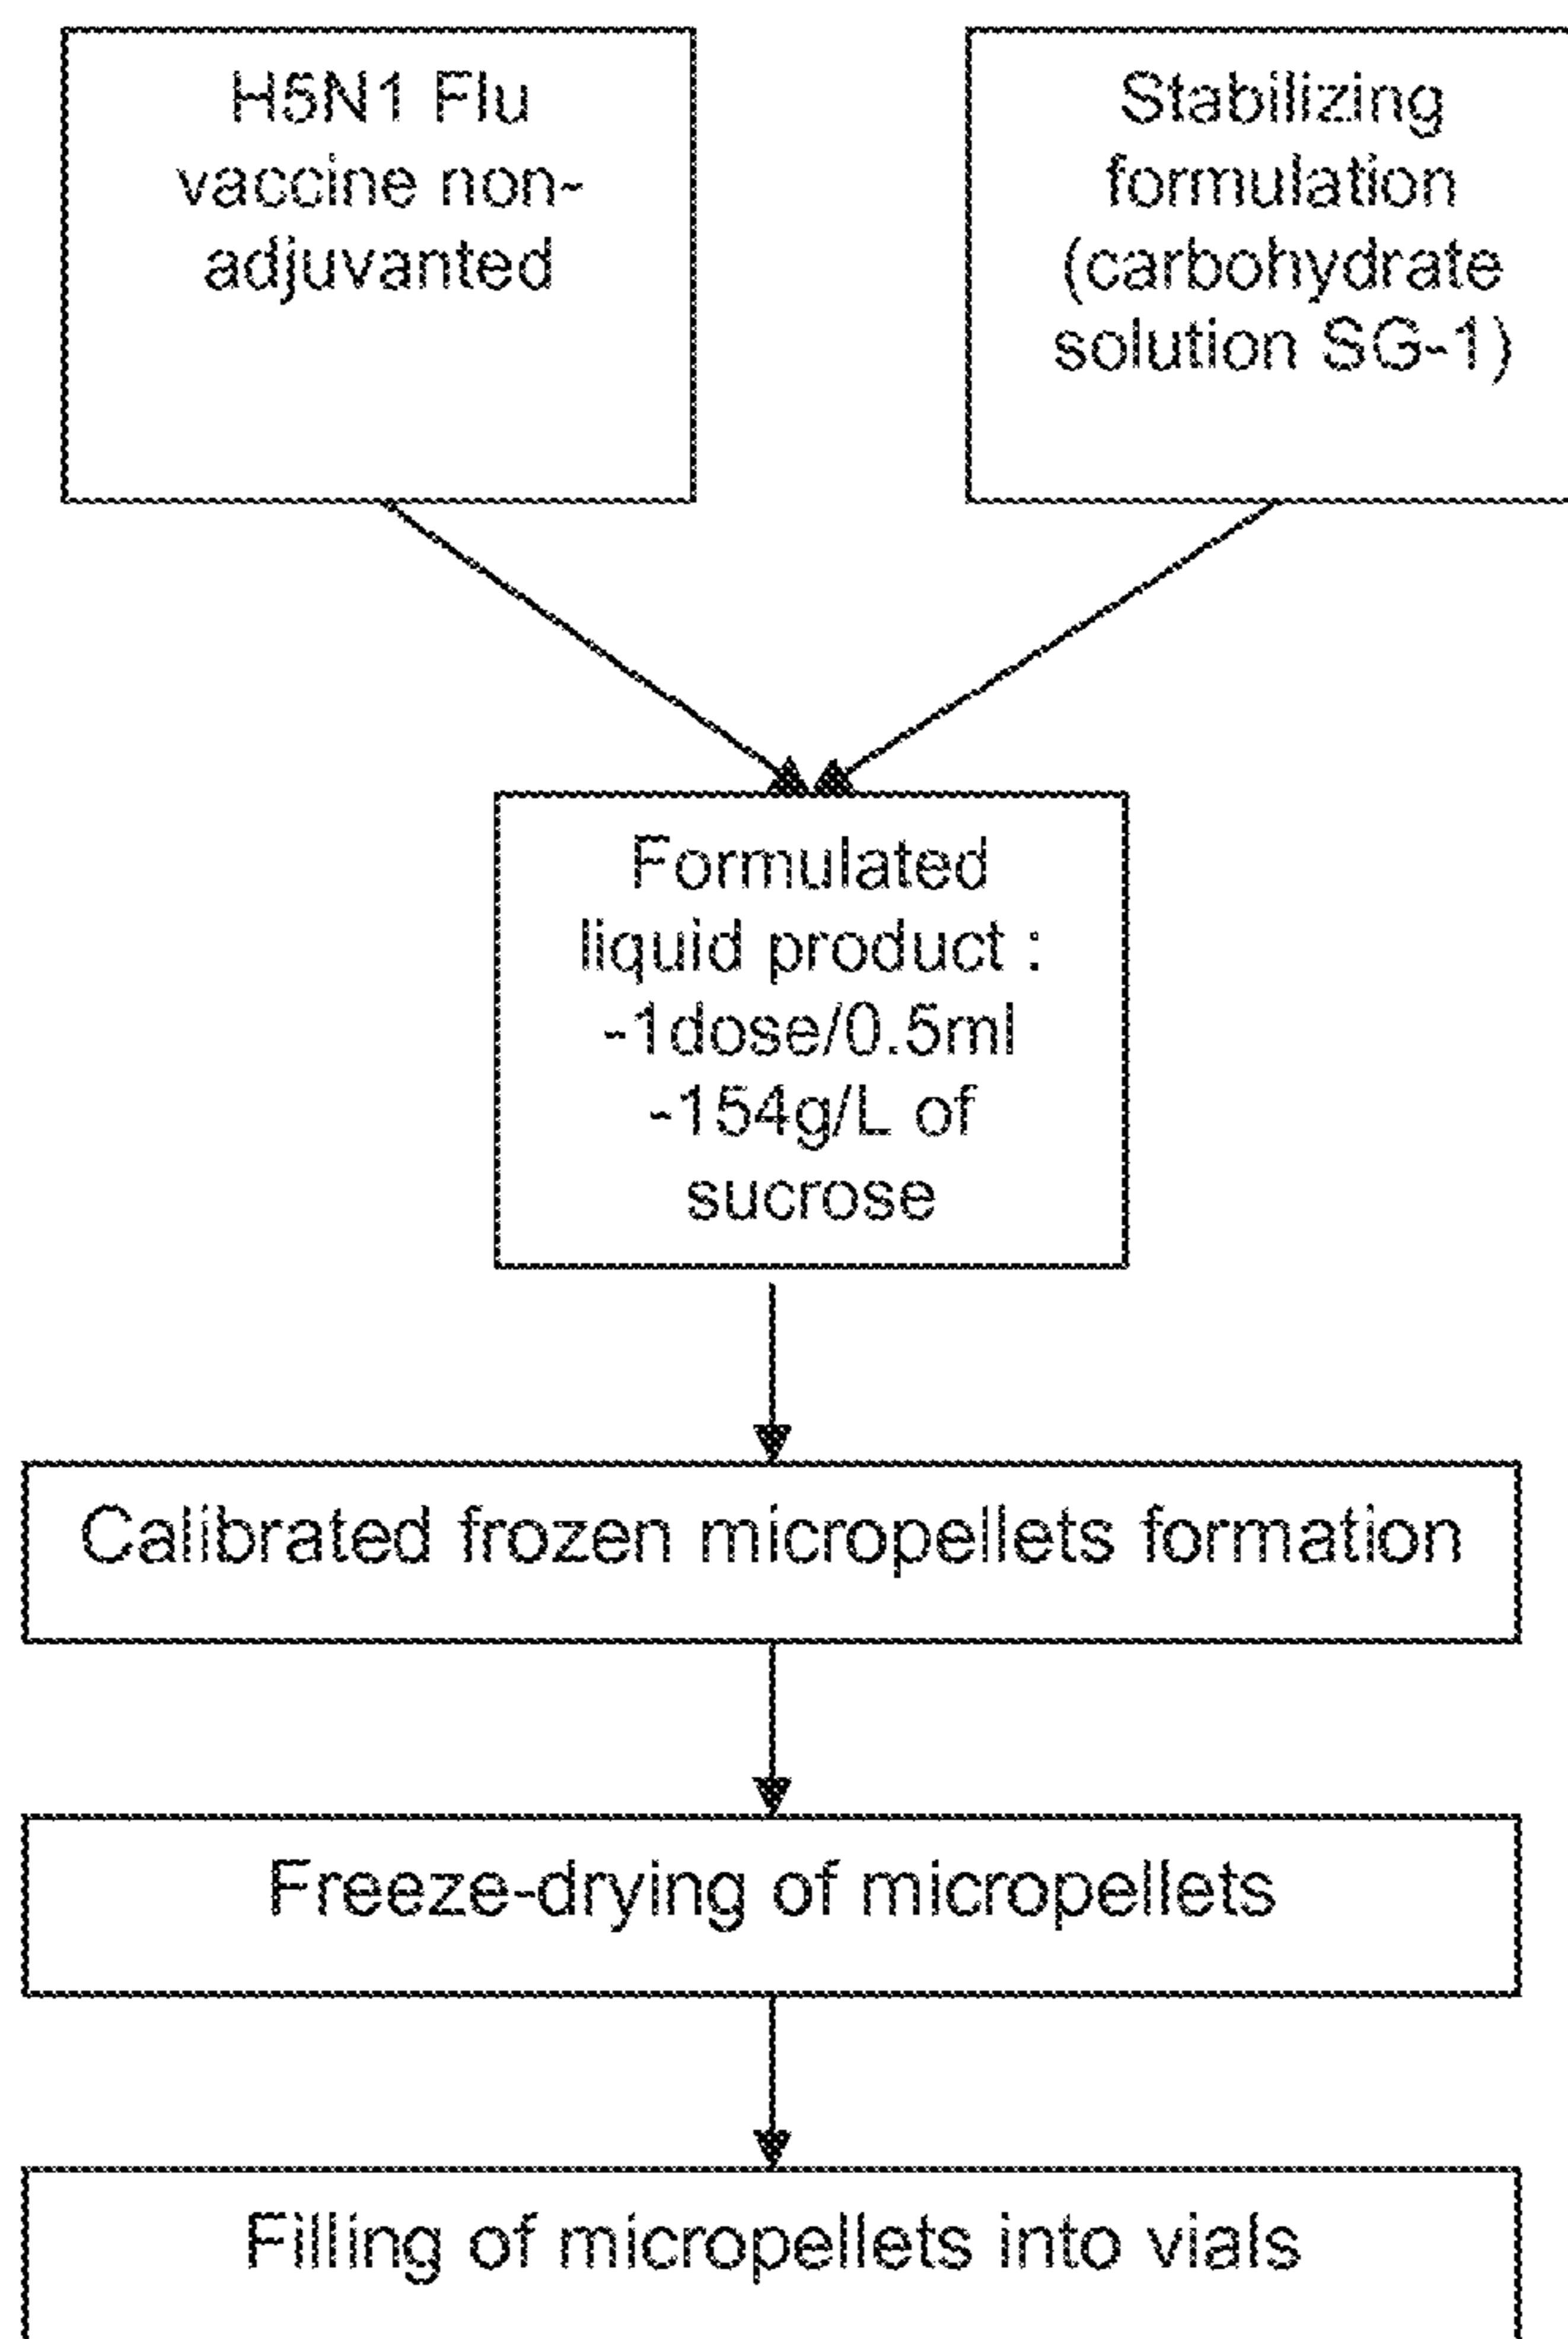 H5N1 Flu
vaccine non-
adjuvanted
Stabilizing
formulation
(carbohydrate
solution SG-1)
Formulated
liquid product :
-1dose/0.5ml
-154g/L of
sucrose
Calibrated frozen micropellets formation
Freeze-drying of micropellets
Filling of micropellets into vials